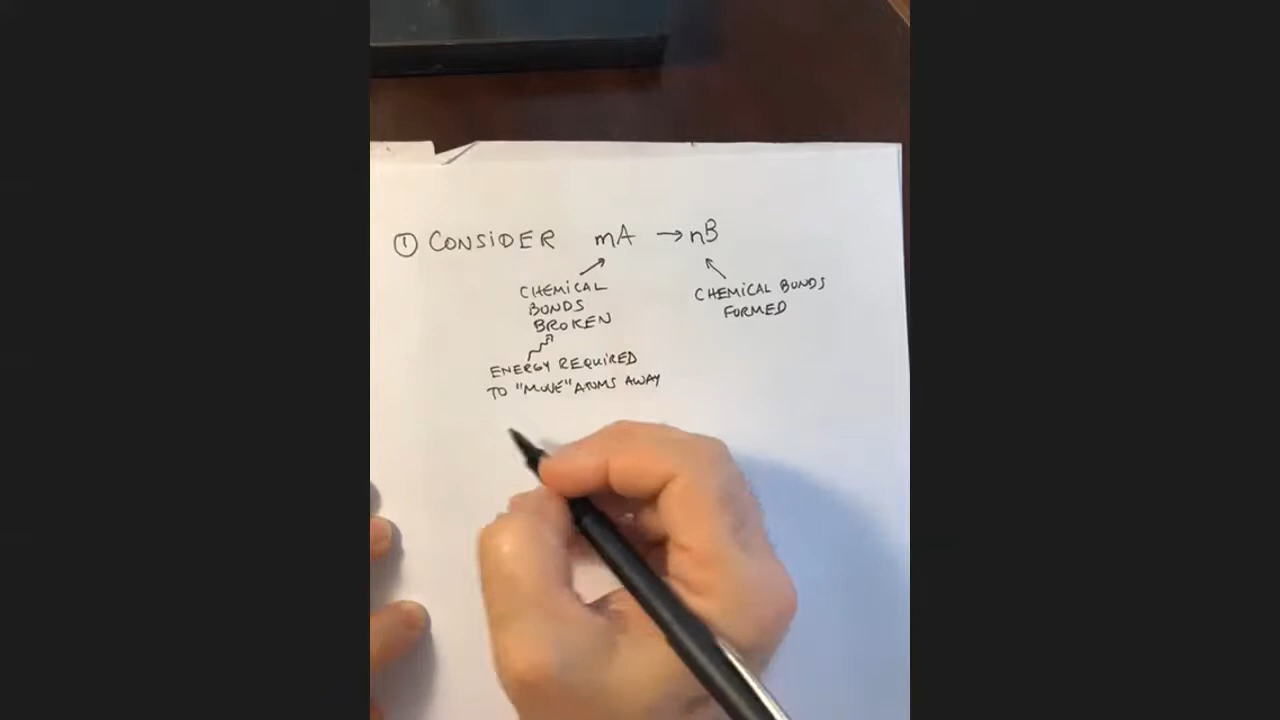 ① CONSIDER mA → nB
CHEMICAL
BONDS
BROKEN
CHEMICAL BONDS
FORMED
ENERGY REQUIRED
TO "MOVE" ATOMS AWAY